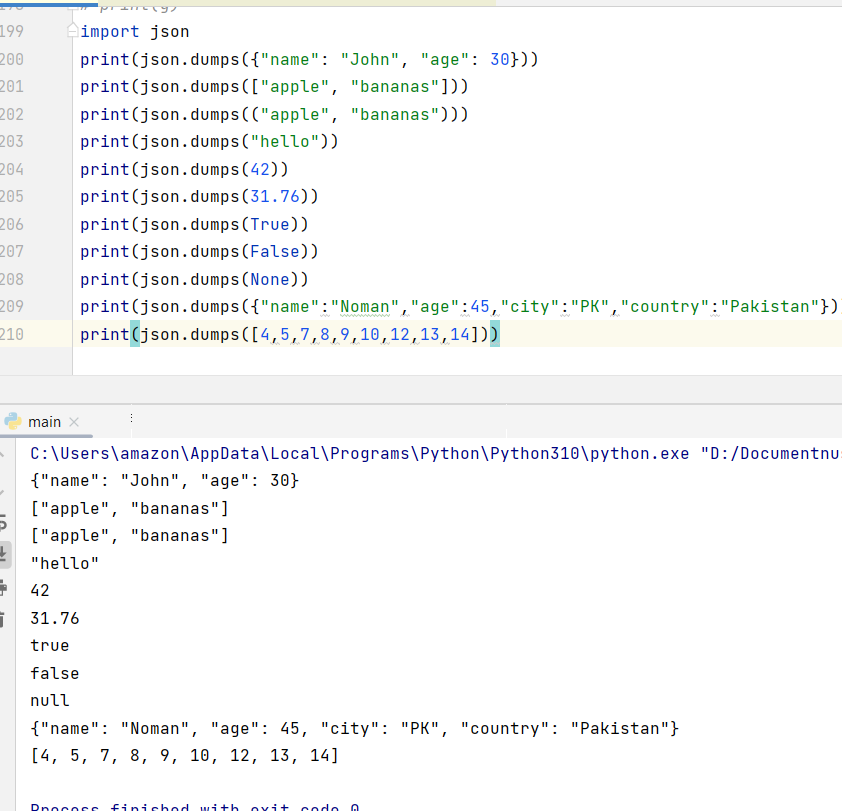 # print(g)
199 import json
200 print(json.dumps({"name": "John", "age": 30}))
201 print(json.dumps(["apple", "bananas"]))
202 print(json.dumps(("apple", "bananas")))
203 print(json.dumps("hello"))
204 print(json.dumps(42))
205 print(json.dumps(31.76))
206 print(json.dumps(True))
207 print(json.dumps(False))
208 print(json.dumps(None))
209 print(json.dumps({"name":"Noman","age":45,"city":"PK","country":"Pakistan"})
210 print(json.dumps([4,5,7,8,9,10,12,13,14]))
main
C:\Users\amazon\AppData\Local\Programs\Python\Python310\python.exe "D:/Documentnus
{"name": "John", "age": 30}
["apple", "bananas"]
["apple", "bananas"]
"hello"
42
31.76
true
false
null
{"name": "Noman", "age": 45, "city": "PK", "country": "Pakistan"}
[4, 5, 7, 8, 9, 10, 12, 13, 14]
Process finished with exit code 0